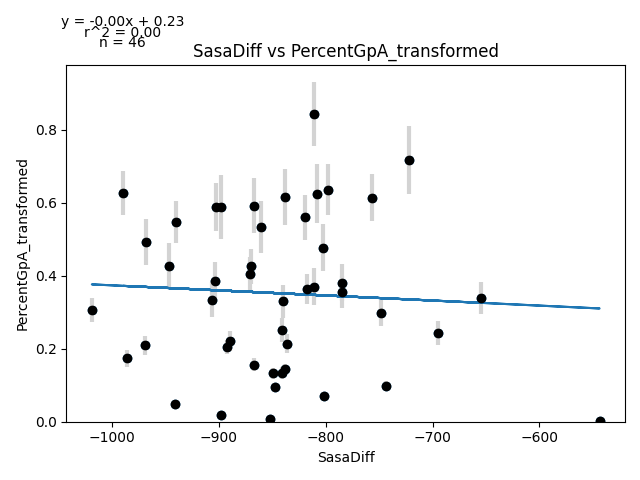 y = -0.00x + 0.23
r^2 = 0.00
n = 46
SasaDiff vs PercentGpA_transformed
PercentGpA_transformed
0.8
0.6
0.4
0.2
0.0
−1000 −900 −800 −700 −600
SasaDiff